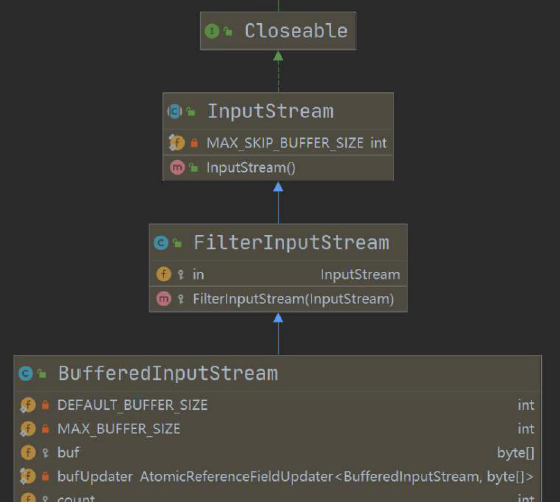 Closeable
InputStream
MAX_SKIP_BUFFER_SIZE int
InputStream()
FilterInputStream
in InputStream
FilterInputStream(InputStream)
BufferedInputStream
DEFAULT_BUFFER_SIZE int
MAX_BUFFER_SIZE int
buf byte[]
bufUpdater AtomicReferenceFieldUpdater<BufferedInputStream, byte[]>
count int